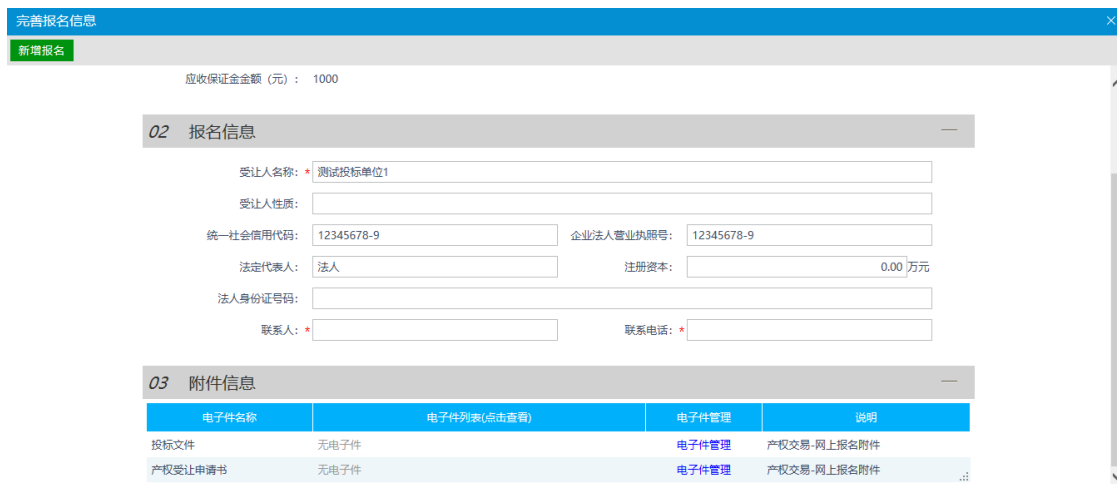 完善报名信息
新增报名
应收保证金金额（元）： 1000
02 报名信息
受让人名称：* 测试投标单位1
受让人性质：
统一社会信用代码： 12345678-9 企业法人营业执照号： 12345678-9
法定代表人： 法人 注册资本： 0.00 万元
法人身份证号码：
联系人：* 联系电话：*
03 附件信息
电子件名称 电子件列表(点击查看) 电子件管理 说明
投标文件 无电子件 电子件管理 产权交易-网上报名附件
产权受让申请书 无电子件 电子件管理 产权交易-网上报名附件